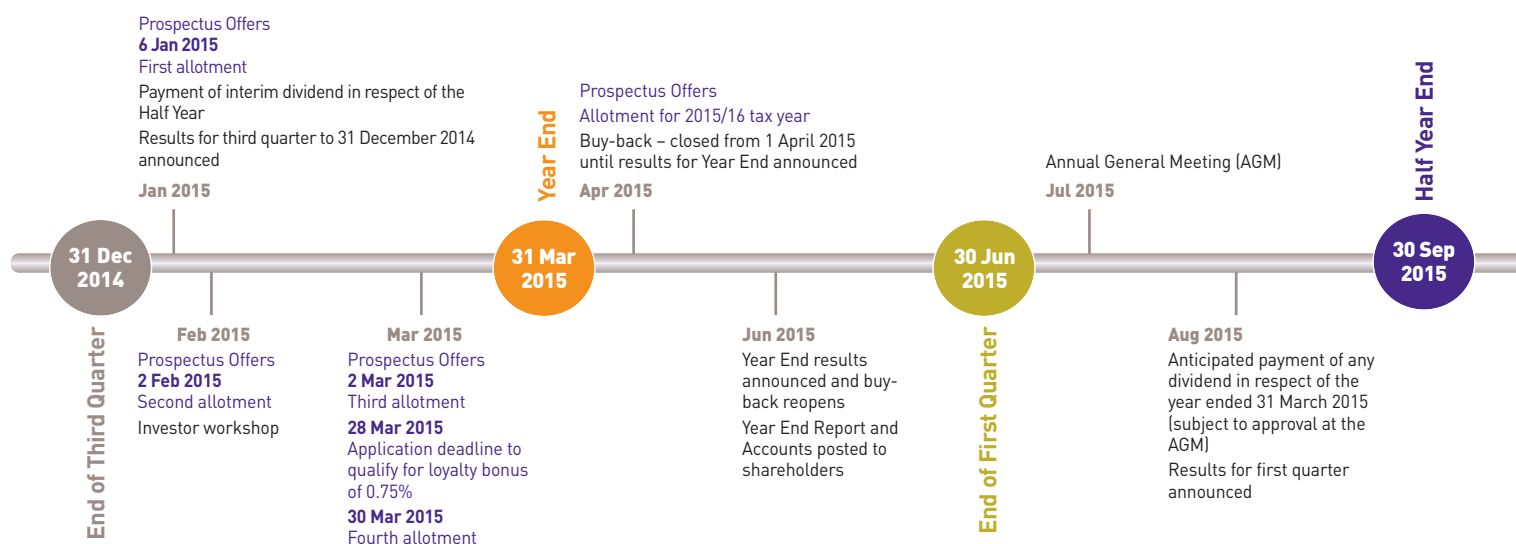 Prospectus Offers
6 Jan 2015
First allotment
Payment of interim dividend in respect of the
Half Year
Results for third quarter to 31 December 2014
announced
Jan 2015
Year End
Prospectus Offers
Allotment for 2015/16 tax year
Buy-back – closed from 1 April 2015
until results for Year End announced
Apr 2015
Annual General Meeting (AGM)
Jul 2015
Half Year End
31 Dec
2014
31 Mar
2015
30 Jun
2015
30 Sep
2015
End of Third Quarter
Feb 2015
Prospectus Offers
2 Feb 2015
Second allotment
Investor workshop
Mar 2015
Prospectus Offers
2 Mar 2015
Third allotment
28 Mar 2015
Application deadline to
qualify for loyalty bonus
of 0.75%
30 Mar 2015
Fourth allotment
Jun 2015
Year End results
announced and buy-
back reopens
Year End Report and
Accounts posted to
shareholders
End of First Quarter
Aug 2015
Anticipated payment of any
dividend in respect of the
year ended 31 March 2015
(subject to approval at the
AGM)
Results for first quarter
announced